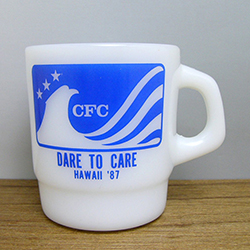 CFC
DARE TO CARE
HAWAII '87